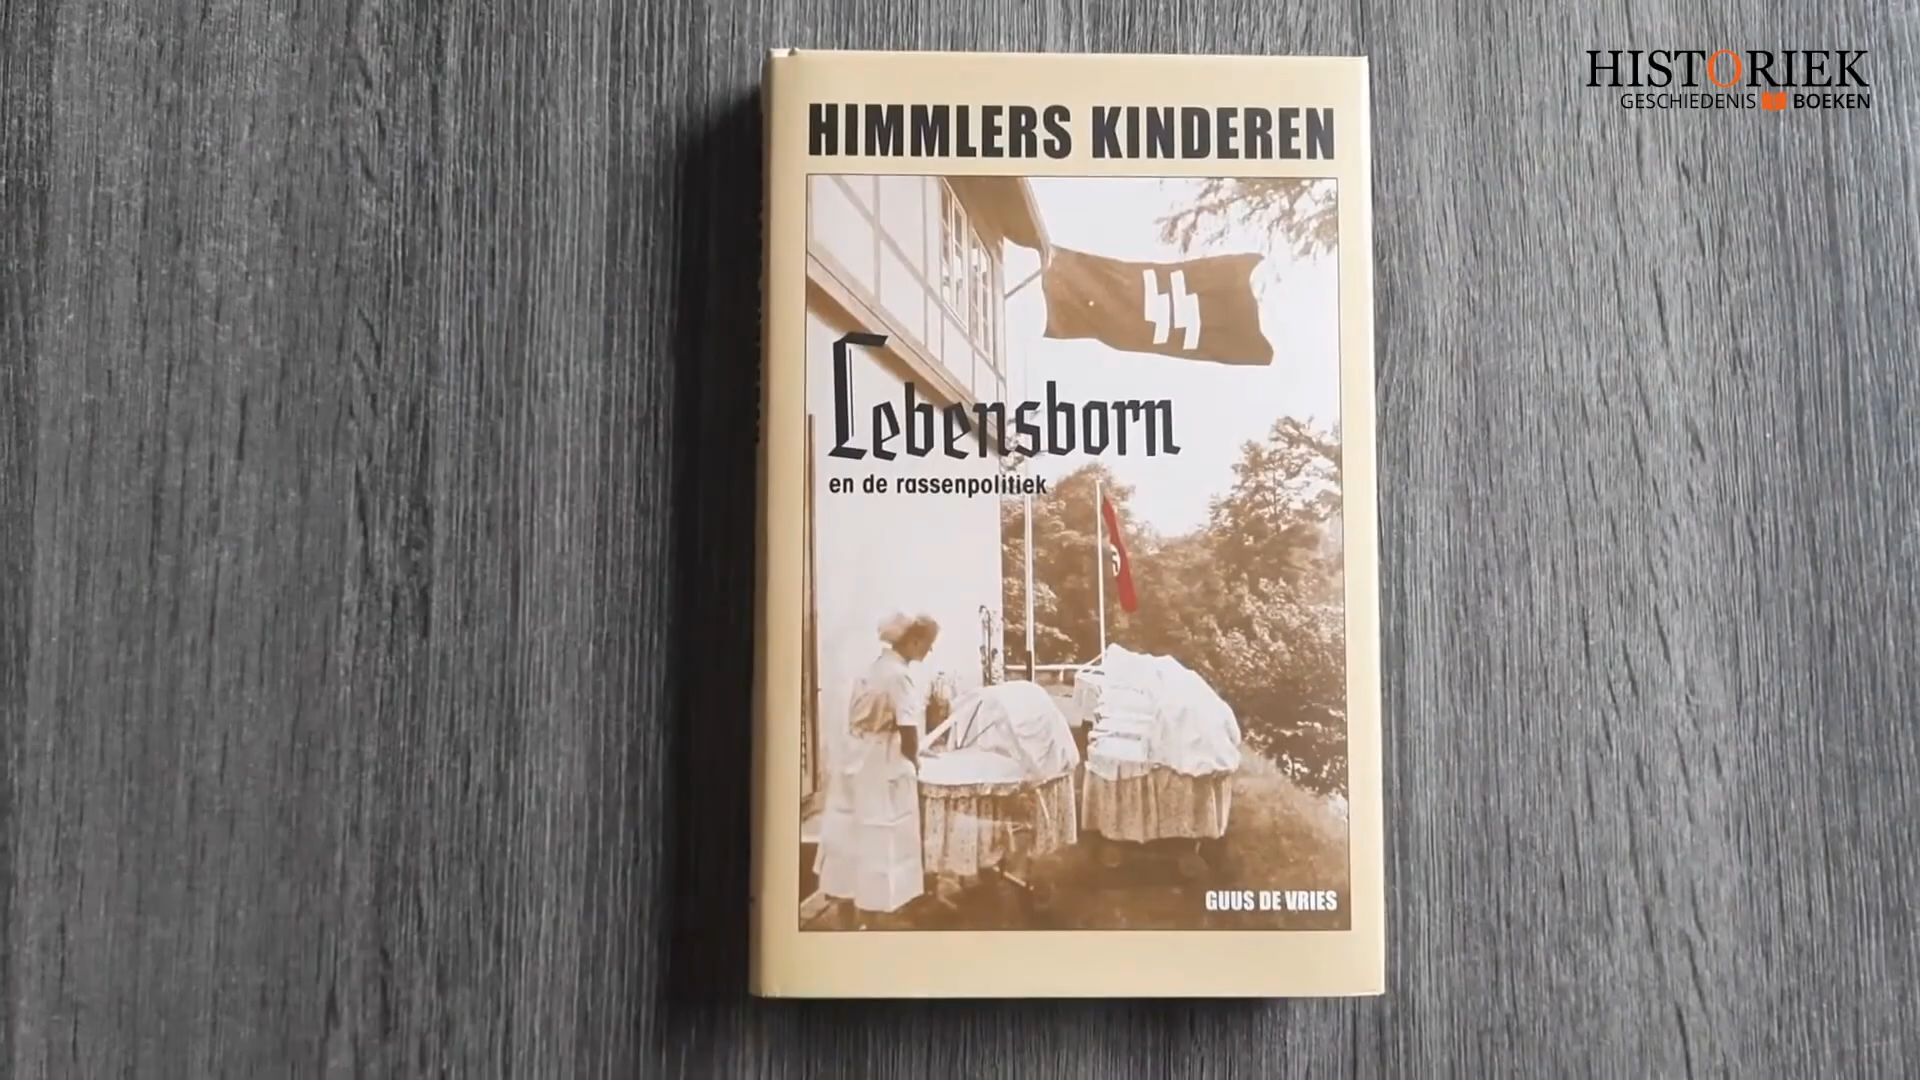 HISTORIEK
GESCHIEDENIS BOEKEN
HIMMLERS KINDEREN
Lebensborn
en de rassenpolitiek
GUUS DE VRIES